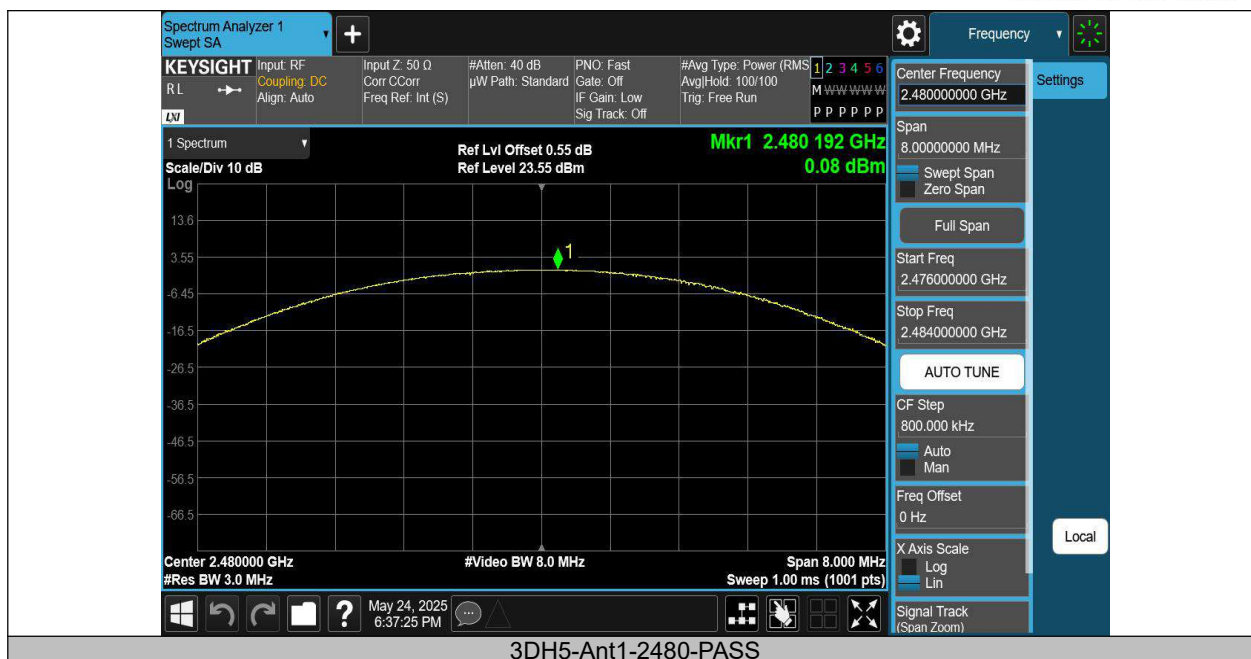 Spectrum Analyzer 1
Swept SA
Frequency
KEYSIGHT
RL
LXI
Input: RF
Coupling: DC
Align: Auto
Input Z: 50 Ω
Corr CCorr
Freq Ref: Int (S)
#Atten: 40 dB
µW Path: Standard
PNO: Fast
Gate: Off
IF Gain: Low
Sig Track: Off
#Avg Type: Power (RMS
Avg|Hold: 100/100
Trig: Free Run
1 2 3 4 5 6
M W W W W W
P P P P P P
1 Spectrum
Scale/Div 10 dB
Log
Ref Lvl Offset 0.55 dB
Ref Level 23.55 dBm
Mkr1 2.480 192 GHz
0.08 dBm
13.6
3.55
-6.45
-16.5
-26.5
-36.5
-46.5
-56.5
-66.5
1
Center 2.480000 GHz
#Res BW 3.0 MHz
#Video BW 8.0 MHz
Span 8.000 MHz
Sweep 1.00 ms (1001 pts)
Center Frequency
2.480000000 GHz
Settings
Span
8.00000000 MHz
Swept Span
Zero Span
Full Span
Start Freq
2.476000000 GHz
Stop Freq
2.484000000 GHz
AUTO TUNE
CF Step
800.000 kHz
Auto
Man
Freq Offset
0 Hz
X Axis Scale
Log
Lin
Local
Signal Track
(Span Zoom)
?
May 24, 2025
6:37:25 PM
3DH5-Ant1-2480-PASS